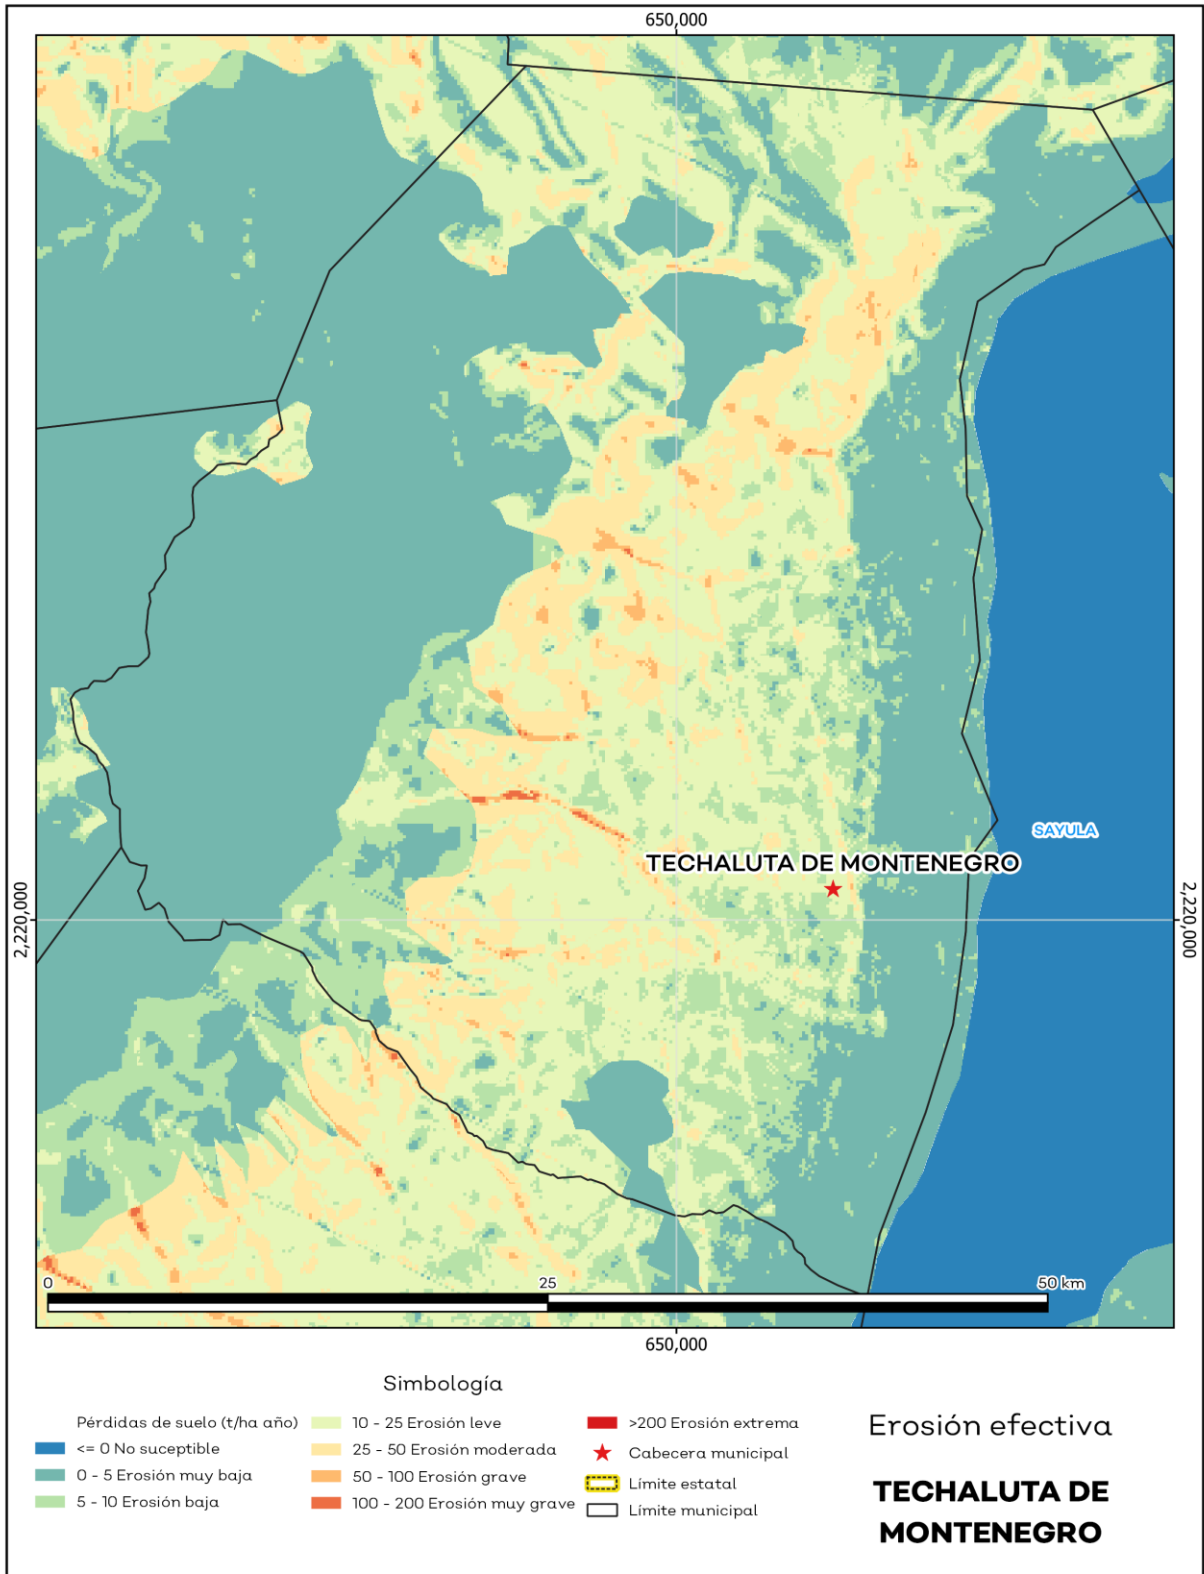 650,000
SAYULA
TECHALUTA DE MONTENEGRO
2,220,000
2,220,000
0 25 50 km
650,000
Simbología
Pérdidas de suelo (t/ha año)
<= 0 No suceptible
0 - 5 Erosión muy baja
5 - 10 Erosión baja
10 - 25 Erosión leve
25 - 50 Erosión moderada
50 - 100 Erosión grave
100 - 200 Erosión muy grave
>200 Erosión extrema
Cabecera municipal
Límite estatal
Límite municipal
Erosión efectiva
TECHALUTA DE
MONTENEGRO